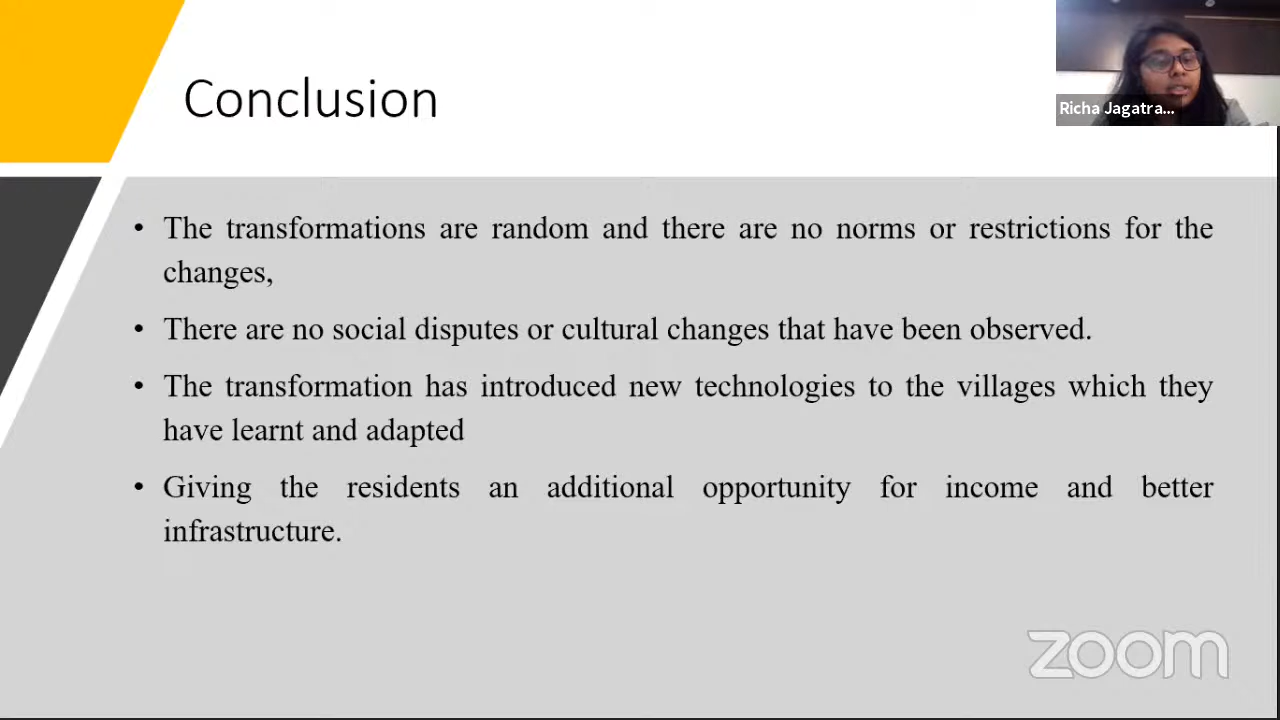 Conclusion
Richa Jagatra...
• The transformations are random and there are no norms or restrictions for the
changes,
• There are no social disputes or cultural changes that have been observed.
• The transformation has introduced new technologies to the villages which they
have learnt and adapted
• Giving the residents an additional opportunity for income and better
infrastructure.
zoom